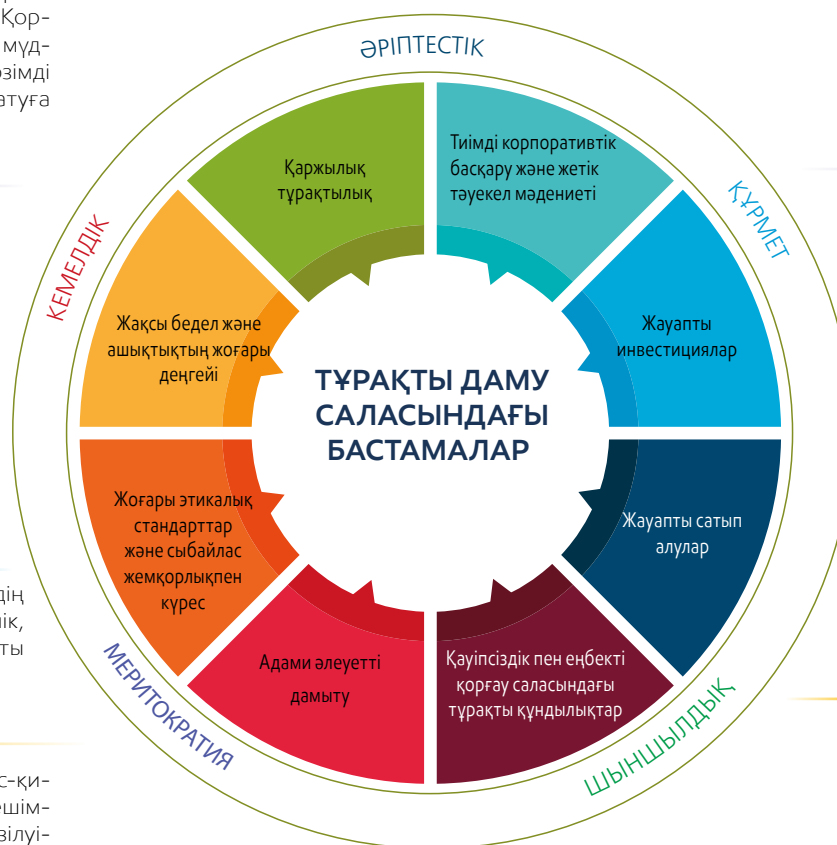 Қор-
мүд-
ӘРІПТЕСТІК
Қаржылық
тұрақтылық
Тиімді корпоративтік
басқару және жетік
тәуекел мәдениеті
ҚҰРМЕТ
КЕМЕЛДІК
Жақсы бедел және
ашықтықтың жоғары
деңгейі
Жауапты
инвестициялар
ТҰРАҚТЫ ДАМУ
САЛАСЫНДАҒЫ
БАСТАМАЛАР
Жоғары этикалық
стандарттар
және сыбайлас
жемқорлықпен
күрес
Жауапты сатып
алулар
Адами әлеуетті
дамыту
Қауіпсіздік пен еңбекті
қорғау саласындағы
тұрақты құндылықтар
МЕРИТОКРАТИЯ
ШЫНШЫЛДЫҚ